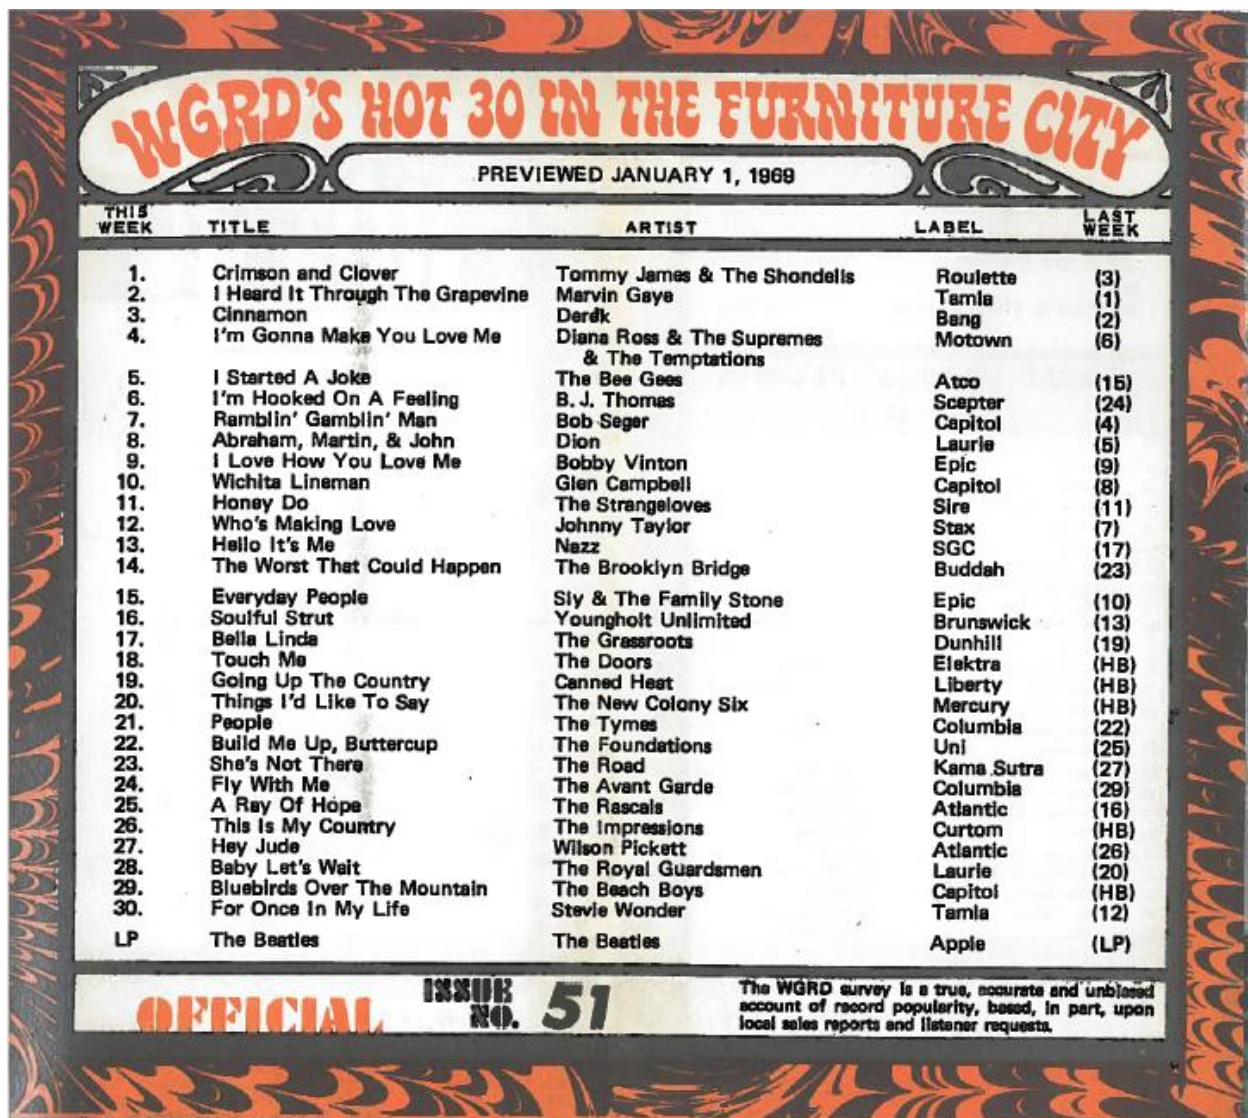 WGRD'S HOT 30 IN THE FURNITURE CITY
PREVIEWED JANUARY 1, 1969
THIS WEEK TITLE ARTIST LABEL LAST WEEK
1. Crimson and Clover Tommy James & The Shondells Roulette (3)
2. I Heard It Through The Grapevine Marvin Gaye Tamla (1)
3. Cinnamon Derek Bang (2)
4. I'm Gonna Make You Love Me Diana Ross & The Supremes Motown (6)
& The Temptations
5. I Started A Joke The Bee Gees Atco (15)
6. I'm Hooked On A Feeling B. J. Thomas Scepter (24)
7. Ramblin' Gamblin' Man Bob Seger Capitol (4)
8. Abraham, Martin, & John Dion Laurie (5)
9. I Love How You Love Me Bobby Vinton Epic (9)
10. Wichita Lineman Glen Campbell Capitol (8)
11. Honey Do The Strangeloves Sire (11)
12. Who's Making Love Johnny Taylor Stax (7)
13. Hello It's Me Nazz SGC (17)
14. The Worst That Could Happen The Brooklyn Bridge Buddah (23)
15. Everyday People Sly & The Family Stone Epic (10)
16. Soulful Strut Youngholt Unlimited Brunswick (13)
17. Bella Linda The Grassroots Dunhill (19)
18. Touch Me The Doors Elektra (HB)
19. Going Up The Country Canned Heat Liberty (HB)
20. Things I'd Like To Say The New Colony Six Mercury (HB)
21. People The Tymes Columbia (22)
22. Build Me Up, Buttercup The Foundations Uni (25)
23. She's Not There The Road Kama Sutra (27)
24. Fly With Me The Avant Garde Columbia (29)
25. A Ray Of Hope The Rascals Atlantic (16)
26. This Is My Country The Impressions Curtom (HB)
27. Hey Jude Wilson Pickett Atlantic (26)
28. Baby Let's Wait The Royal Guardsmen Laurie (20)
29. Bluebirds Over The Mountain The Beach Boys Capitol (HB)
30. For Once In My Life Stevie Wonder Tamla (12)
LP The Beatles The Beatles Apple (LP)
OFFICIAL ISSUE NO. 51
The WGRD survey is a true, accurate and unbiased
account of record popularity, based, in part, upon
local sales reports and listener requests.